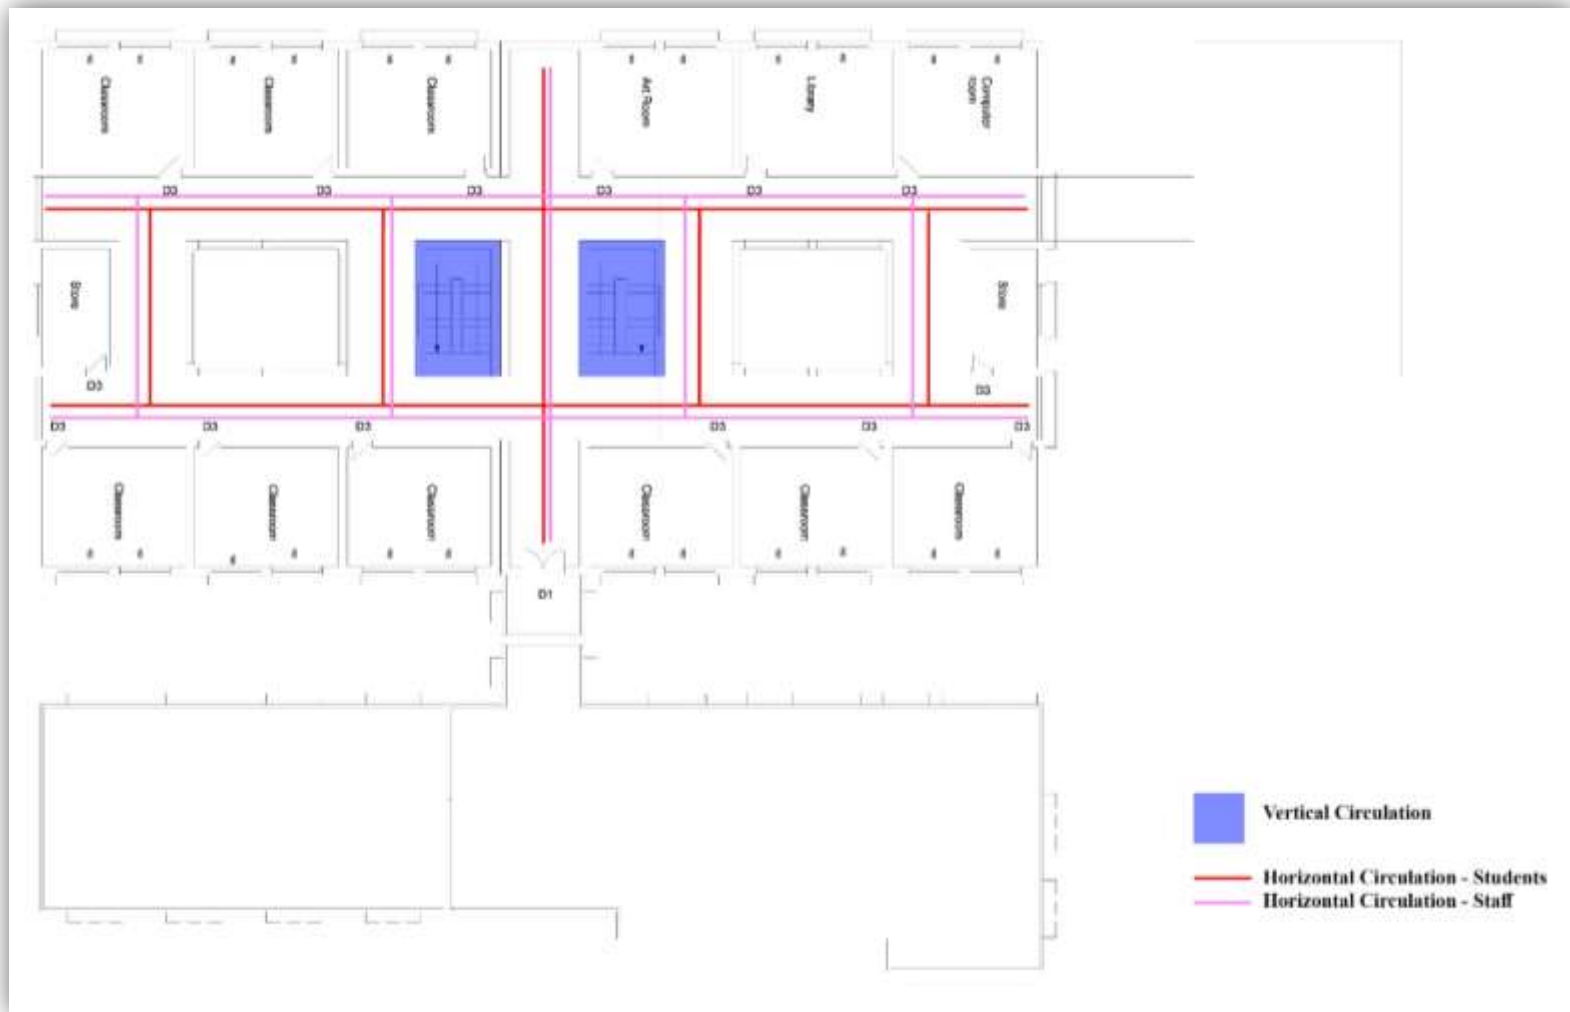 Classroom
Classroom
Classroom
Art Room
Library
Computer
room
D3
D3
D3
D3
D3
D3
Store
Store
D3
D3
D3
D3
D3
D3
D3
D3
Classroom
Classroom
Classroom
Classroom
Classroom
Classroom
D1
Vertical Circulation
Horizontal Circulation - Students
Horizontal Circulation - Staff